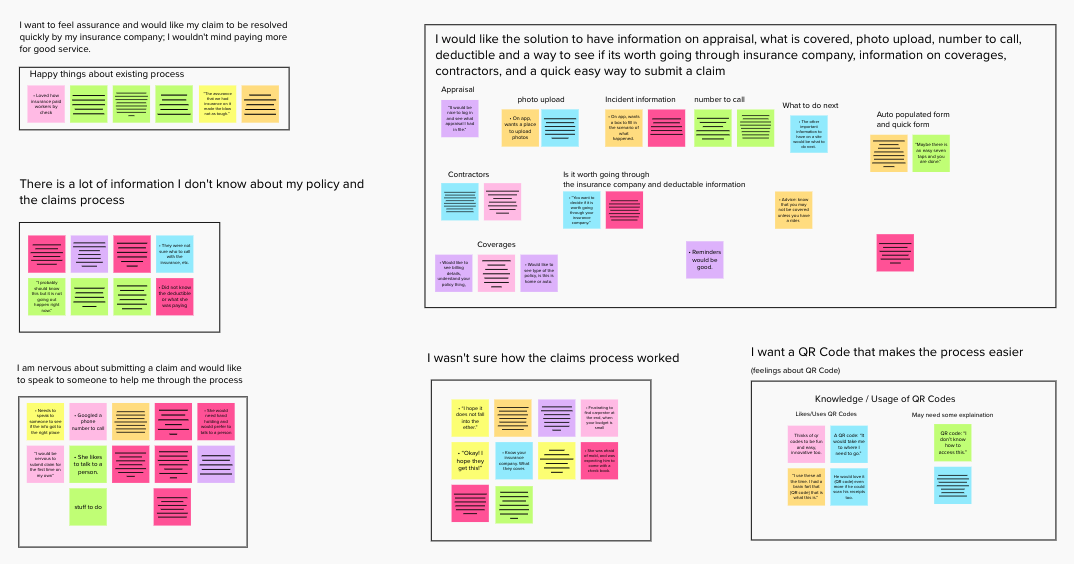 I want to feel assurance and would like my claim to be resolved
quickly by my insurance company; I wouldn't mind paying more
for good service.
Happy things about existing process
• Loved how
insurance paid
workers by
check
"The assurance
that we had
insurance on it
made the blow
not as tough."
There is a lot of information I don't know about my policy and
the claims process
• They were not
sure who to call
with the
insurance, etc.
"I probably
should know
this but it is not
going out
happen right
now."
• Did not know
the deductible
or what she
was paying
I am nervous about submitting a claim and would like
to speak to someone to help me through the process
• Needs to
speak to
someone to see
if the info got to
the right place
• Googled a
phone
number to call
• She would
need hand
holding and
would prefer to
talk to a person
"I would be
nervous to
submit claim for
the first time on
my own"
• She likes
to talk to a
person.
stuff to do
I would like the solution to have information on appraisal, what is covered, photo upload, number to call,
deductible and a way to see if its worth going through insurance company, information on coverages,
contractors, and a quick easy way to submit a claim
Appraisal
"It would be
nice to log in
and see what
appraisal I had
in file."
photo upload
• On app,
wants a place
to upload
photos
Incident information
• On app, wants
a box to fill in
the scenario of
what
happened.
number to call
What to do next
• The other
important
information to
have on a site
would be what to
do next.
Auto populated form
and quick form
"Maybe there is
an easy seven
taps and you
are done!"
Contractors
Is it worth going through
the insurance company and deductable information
• "You want to
decide if it is
worth going
through your
insurance
company."
• Advice: know
that you may
not be covered
unless you have
a rider.
Coverages
• Would like to
see billing
details,
understand your
policy thing.
• Would like to
see type of the
policy, is this is
home or auto.
• Reminders
would be
good.
I wasn't sure how the claims process worked
• "I hope it
does not fall
into the
other."
• Frustrating to
find carpenter at
the end, when
your budget is
small
• "Okay! I
hope they
get this!"
• Know your
insurance
company. What
they cover.
• She was afraid
of mold, and was
expecting him to
come with a
check book.
I want a QR Code that makes the process easier
(feelings about QR Code)
Knowledge / Usage of QR Codes
Likes/Uses QR Codes
May need some explaination
Thinks of qr
codes to be fun
and easy,
innovative too.
A QR code: "It
would take me
to where I
need to go."
QR code: "I
don't know
how to
access this."
"I use these all
the time. I had a
(QR code) that is
what this is."
He would love it
(QR code) even
more if he could
scan his receipts
too.